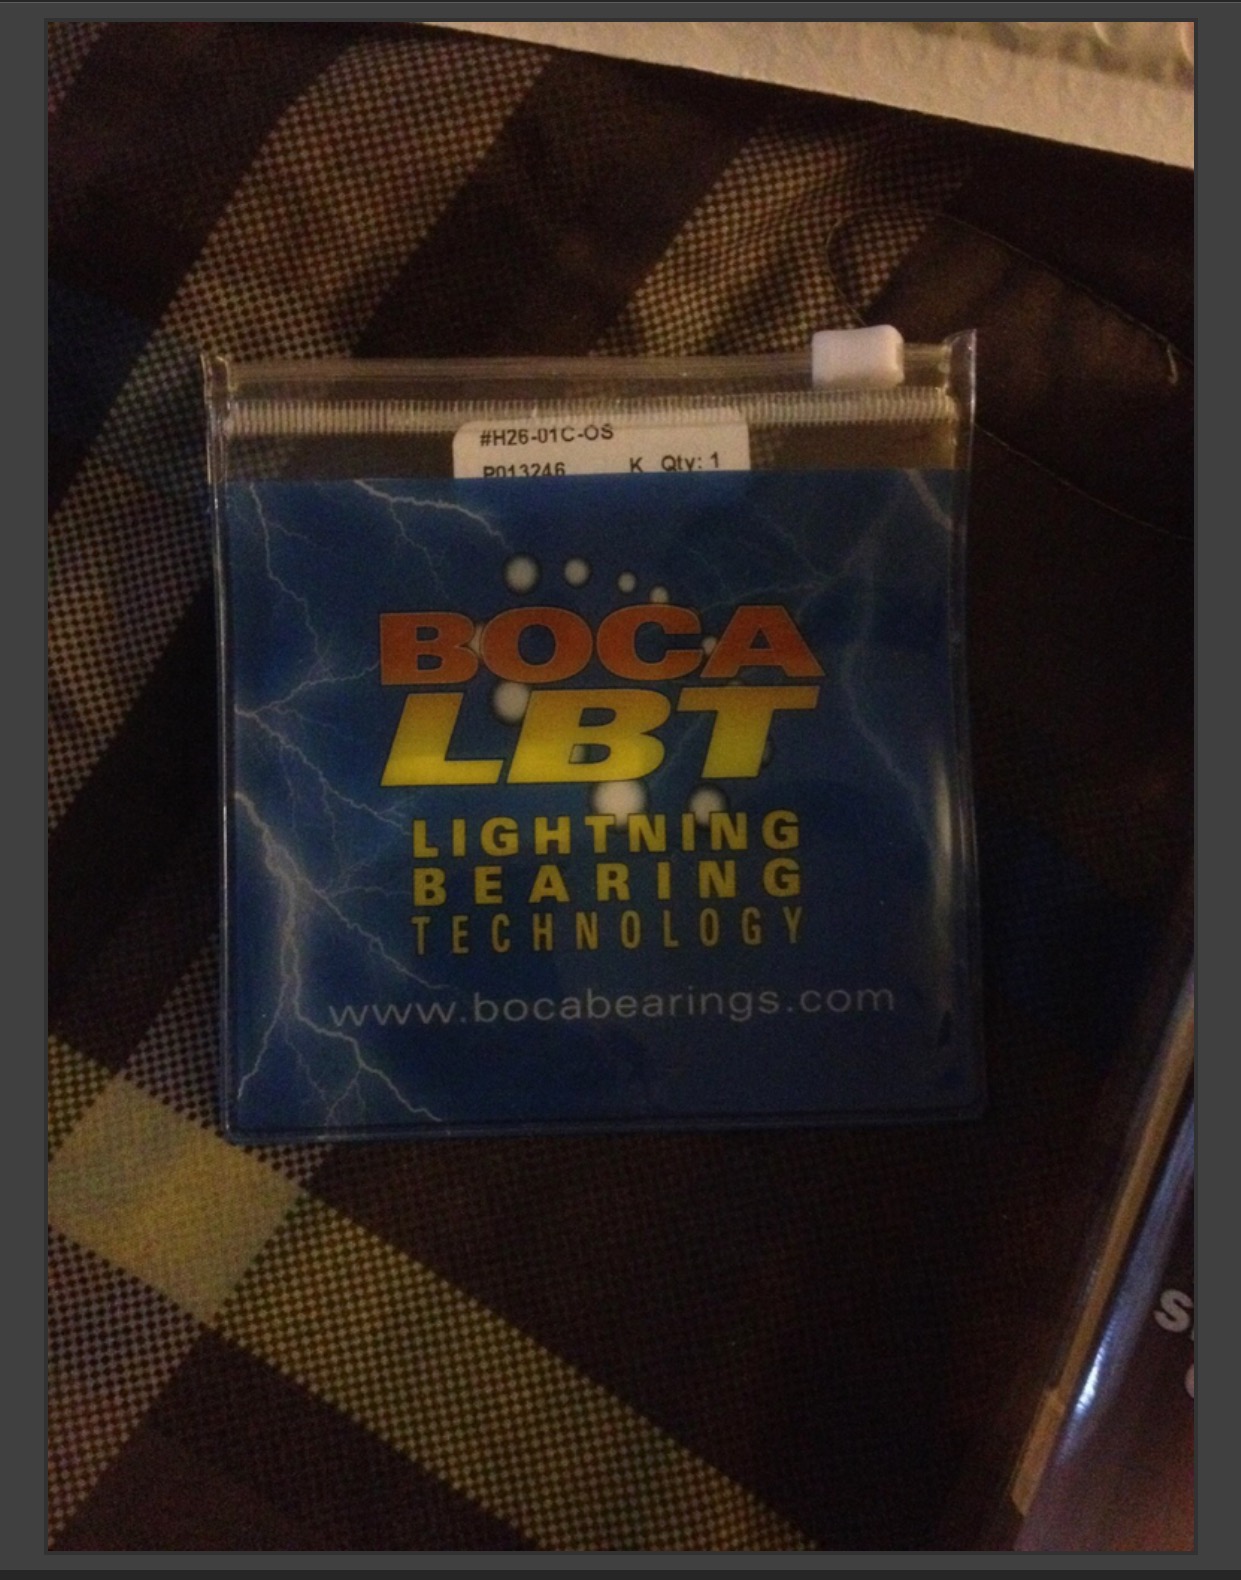 #H26-01C-OS
P013246 K Qty: 1
BOCA
LBT
LIGHTNING
BEARING
TECHNOLOGY
www.bocabearings.com